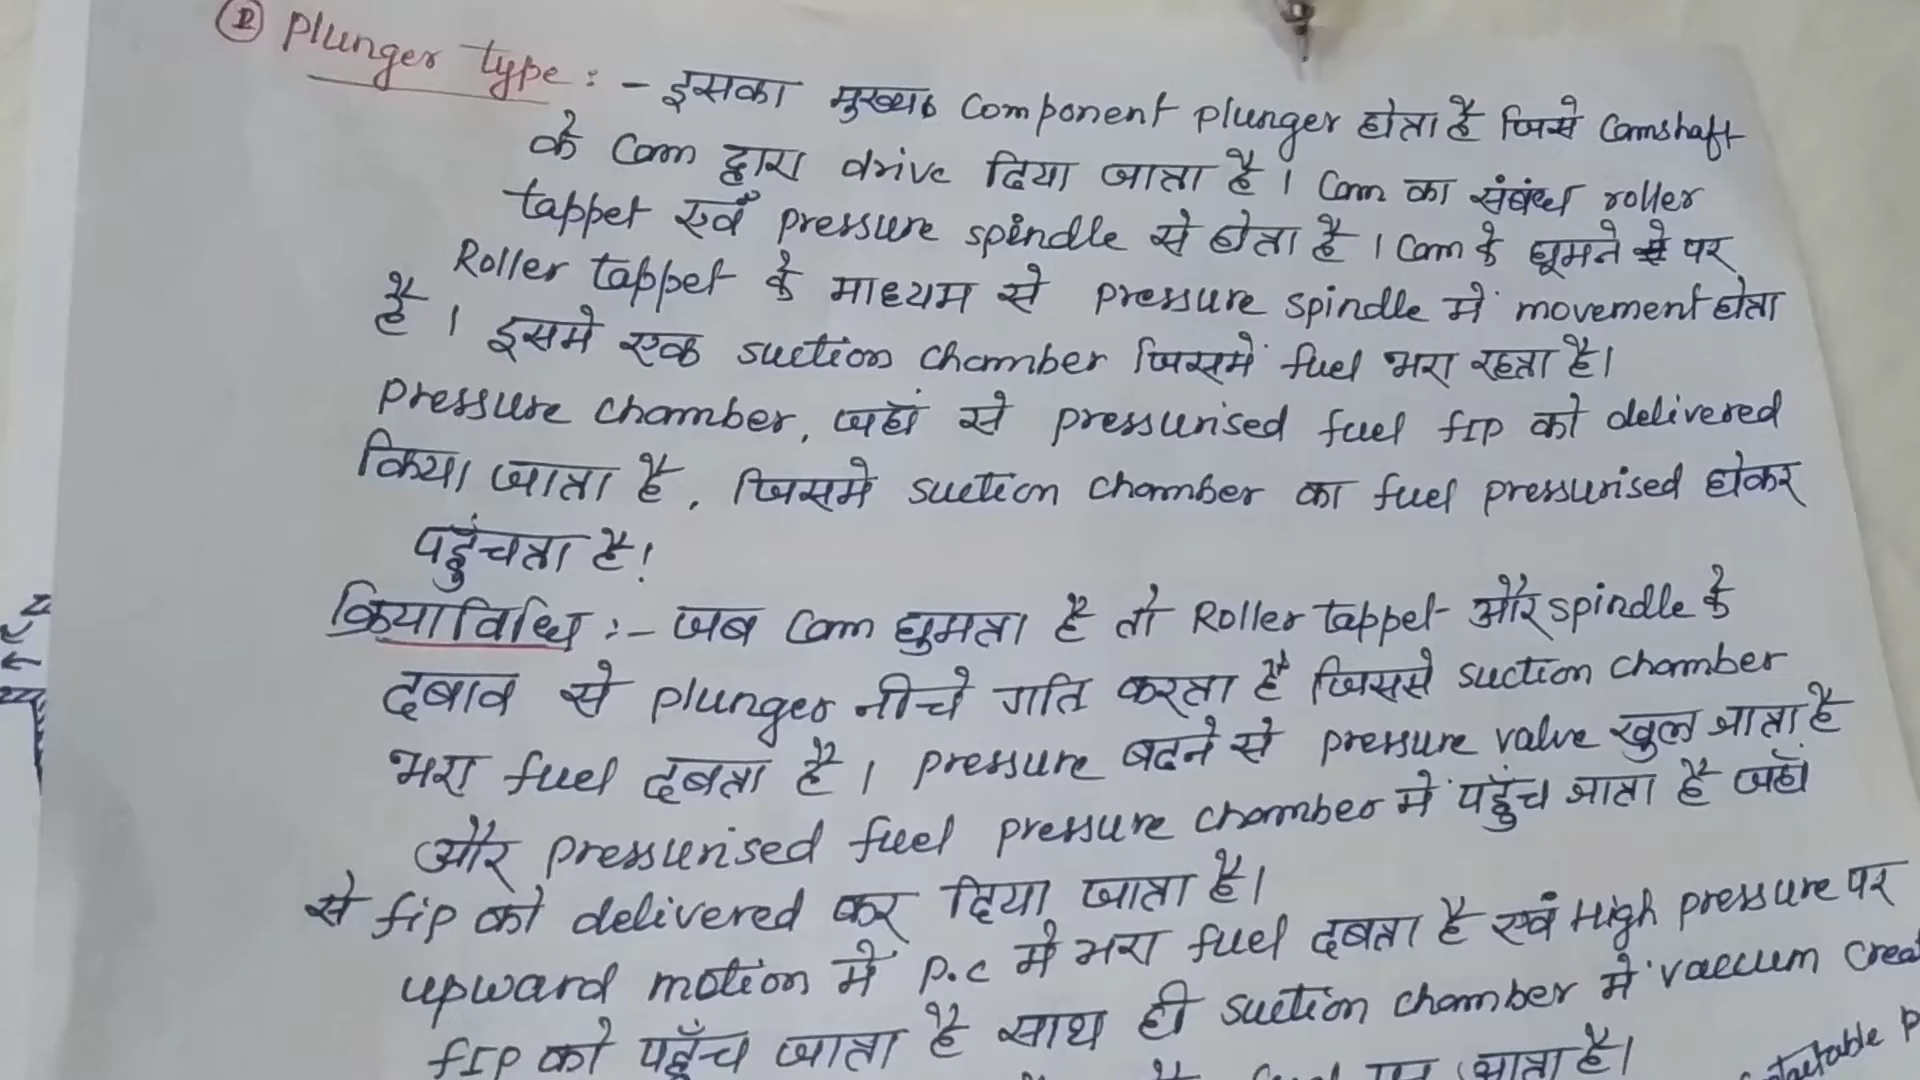 ② Plunger type :- इसका मुख्य component plunger होता है जिसे Camshaft
के Cam द्वारा drive दिया जाता है। Cam का संबंध roller
tappet एवँ pressure spindle से होता है। Cam के घूमने पर
Roller tappet के माध्यम से pressure spindle में movement होता
है। इसमे एक suction chamber जिसमें fuel भरा रहता है।
Pressure chamber, जहाँ से pressurised fuel fIP को delivered
किया जाता है, जिसमे suction chamber का fuel pressurised होकर
पहुँचता है!
क्रियाविधि :- जब Cam घुमता है तो Roller tappet और spindle के
दबाव से plunger नीचे गति करता है जिससे suction chamber
भरा fuel दबता है। pressure बढने से pressure valve खुल जाता है
और pressurised fuel pressure chamber में पहुँच जाता है जहाँ
से fip को delivered कर दिया जाता है।
upward motion में P.C में भरा fuel दबता है एवं High pressure पर
fIP को पहुँच जाता है साथ ही suction chamber में vaccum
जाता है।